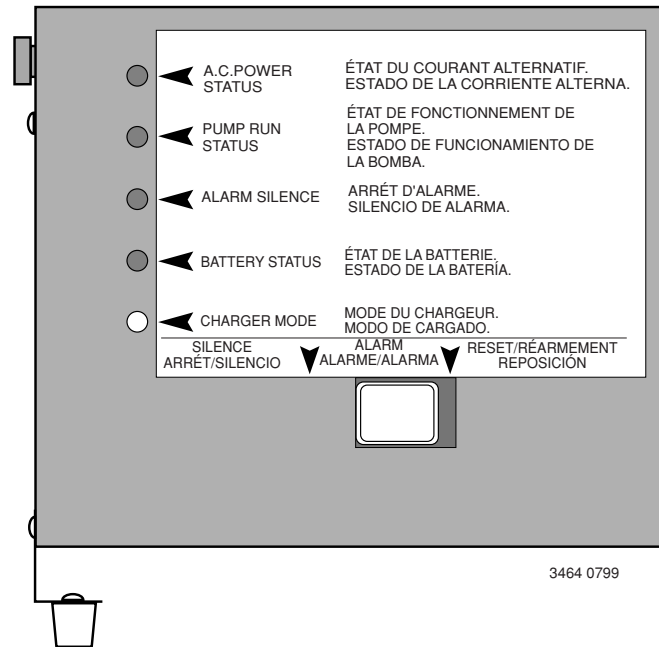 A.C.POWER
STATUS
ÉTAT DU COURANT ALTERNATIF.
ESTADO DE LA CORRIENTE ALTERNA.
PUMP RUN
STATUS
ÉTAT DE FONCTIONNEMENT DE
LA POMPE.
ESTADO DE FUNCIONAMIENTO DE
LA BOMBA.
ALARM SILENCE
ARRÉT D'ALARME.
SILENCIO DE ALARMA.
BATTERY STATUS
ÉTAT DE LA BATTERIE.
ESTADO DE LA BATERÍA.
CHARGER MODE
MODE DU CHARGEUR.
MODO DE CARGADO.
SILENCE
ARRÉT/SILENCIO
ALARM
ALARME/ALARMA
RESET/RÉARMEMENT
REPOSICIÓN
3464 0799